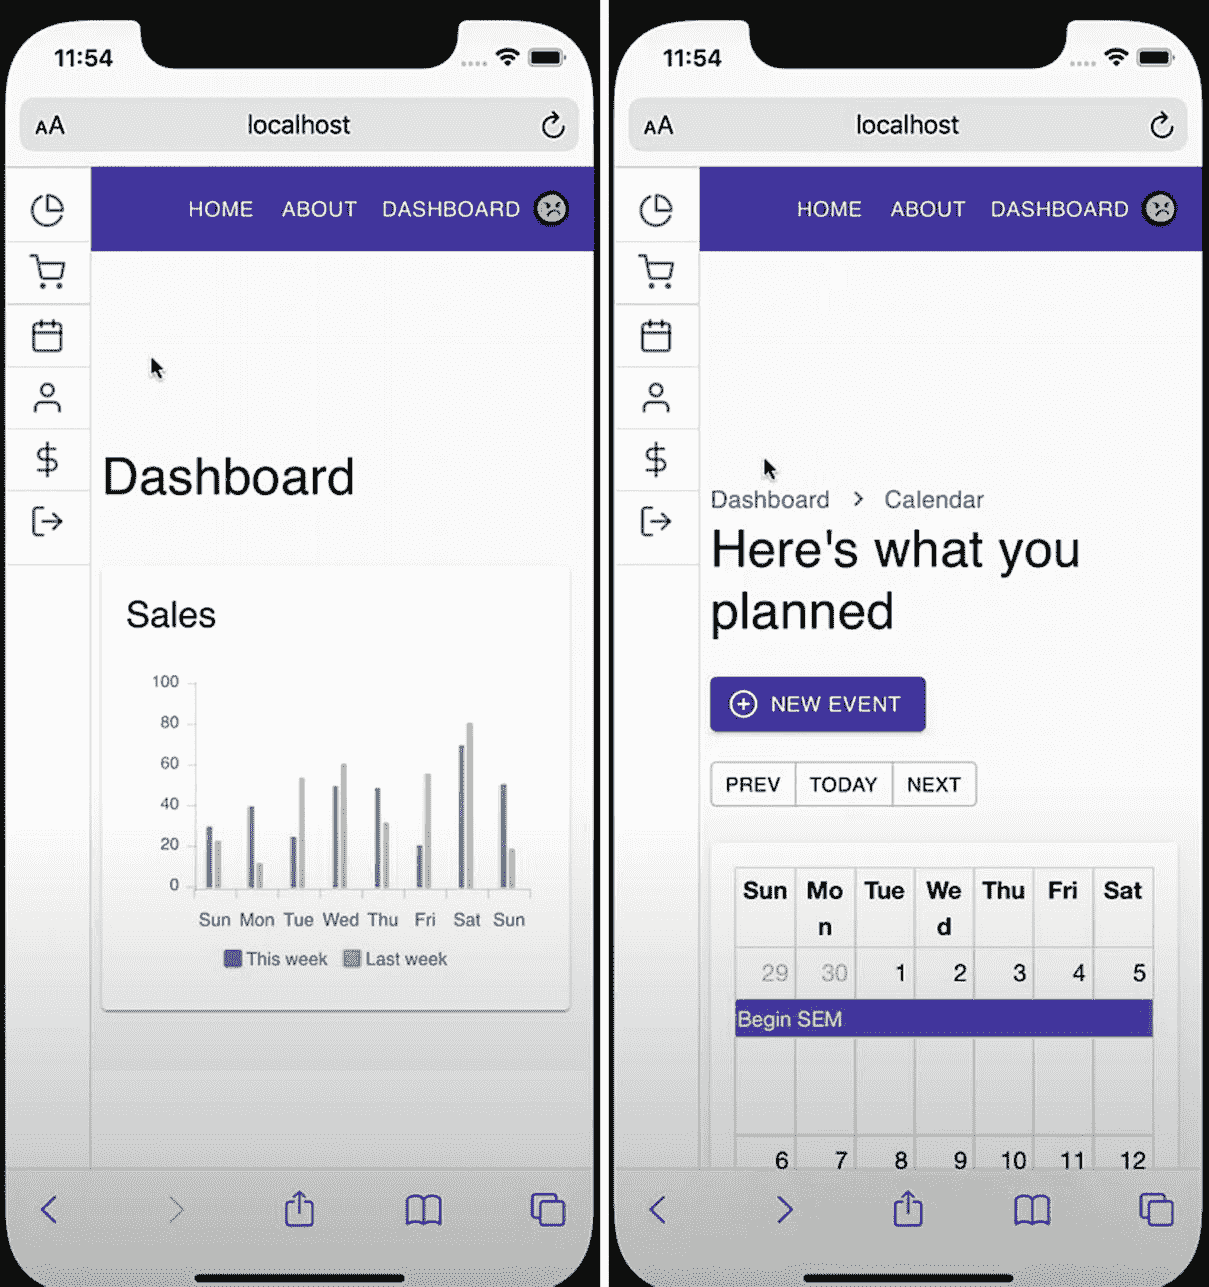 11:54
AA localhost
HOME ABOUT DASHBOARD
Dashboard
Sales
100
80
60
40
20
0
Sun Mon Tue Wed Thu Fri Sat Sun
This week Last week
11:54
AA localhost
HOME ABOUT DASHBOARD
Dashboard > Calendar
Here's what you
planned
NEW EVENT
PREV TODAY NEXT
Sun Mo Tue We Thu Fri Sat
n d
29 30 1 2 3 4 5
Begin SEM
6 7 8 9 10 11 12